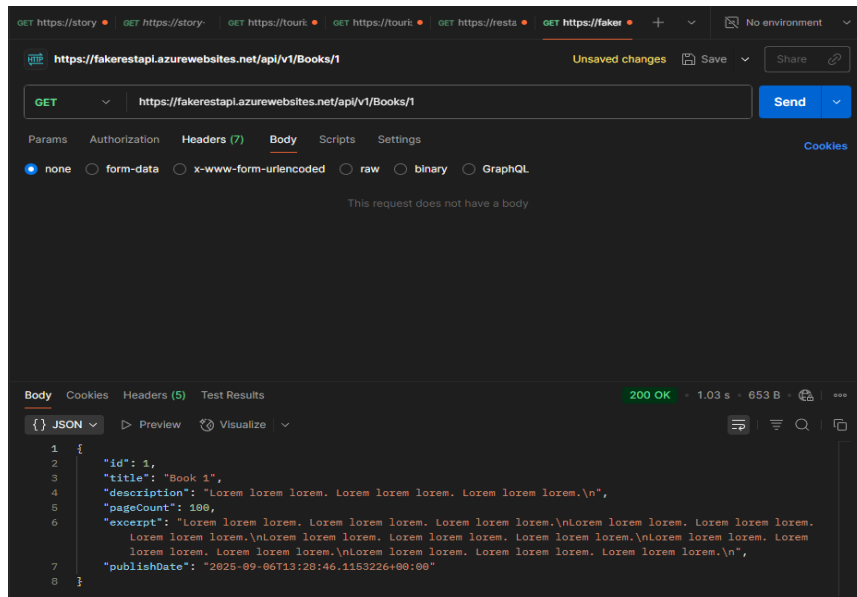 GET https://story GET https://story- GET https://touri: GET https://touri: GET https://resta GET https://faker + No environment
HTTP https://fakerestapi.azurewebsites.net/api/v1/Books/1 Unsaved changes Save Share
GET https://fakerestapi.azurewebsites.net/api/v1/Books/1 Send
Params Authorization Headers (7) Body Scripts Settings Cookies
none form-data x-www-form-urlencoded raw binary GraphQL
This request does not have a body
Body Cookies Headers (5) Test Results 200 OK 1.03 s 653 B
{} JSON Preview Visualize
1 {
2 "id": 1,
3 "title": "Book 1",
4 "description": "Lorem lorem lorem. Lorem lorem lorem. Lorem lorem lorem.\n",
5 "pageCount": 100,
6 "excerpt": "Lorem lorem lorem. Lorem lorem lorem. Lorem lorem lorem.\nLorem lorem lorem. Lorem lorem lorem.
Lorem lorem lorem.\nLorem lorem lorem. Lorem lorem lorem. Lorem lorem lorem.\nLorem lorem lorem. Lorem
lorem lorem. Lorem lorem lorem.\nLorem lorem lorem. Lorem lorem lorem. Lorem lorem lorem.\n",
7 "publishDate": "2025-09-06T13:28:46.1153226+00:00"
8 }